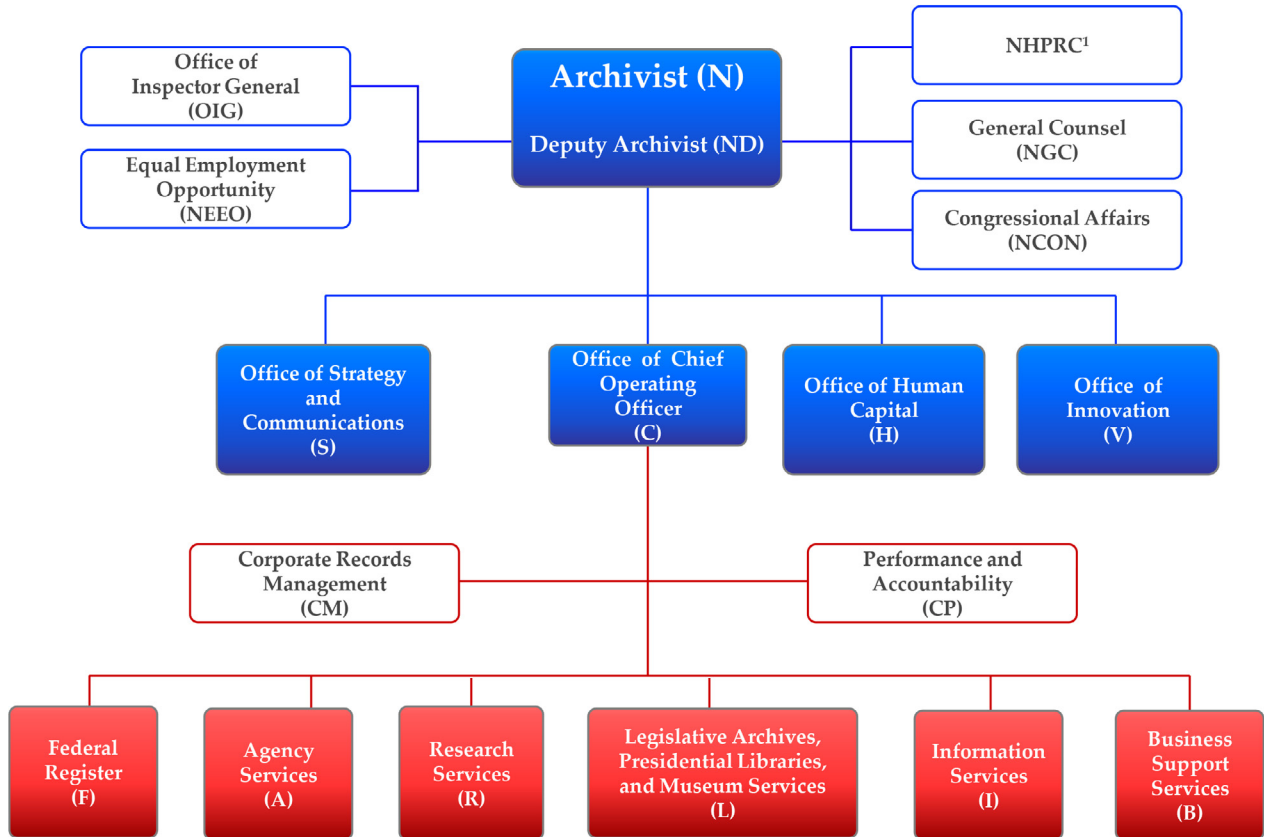 Office of
Inspector General
(OIG)
Equal Employment
Opportunity
(NEEO)
Archivist (N)
Deputy Archivist (ND)
NHPRC¹
General Counsel
(NGC)
Congressional Affairs
(NCON)
Office of Strategy
and
Communications
(S)
Office of Chief
Operating
Officer
(C)
Office of Human
Capital
(H)
Office of
Innovation
(V)
Corporate Records
Management
(CM)
Performance and
Accountability
(CP)
Federal
Register
(F)
Agency
Services
(A)
Research
Services
(R)
Legislative Archives,
Presidential Libraries,
and Museum Services
(L)
Information
Services
(I)
Business
Support
Services
(B)